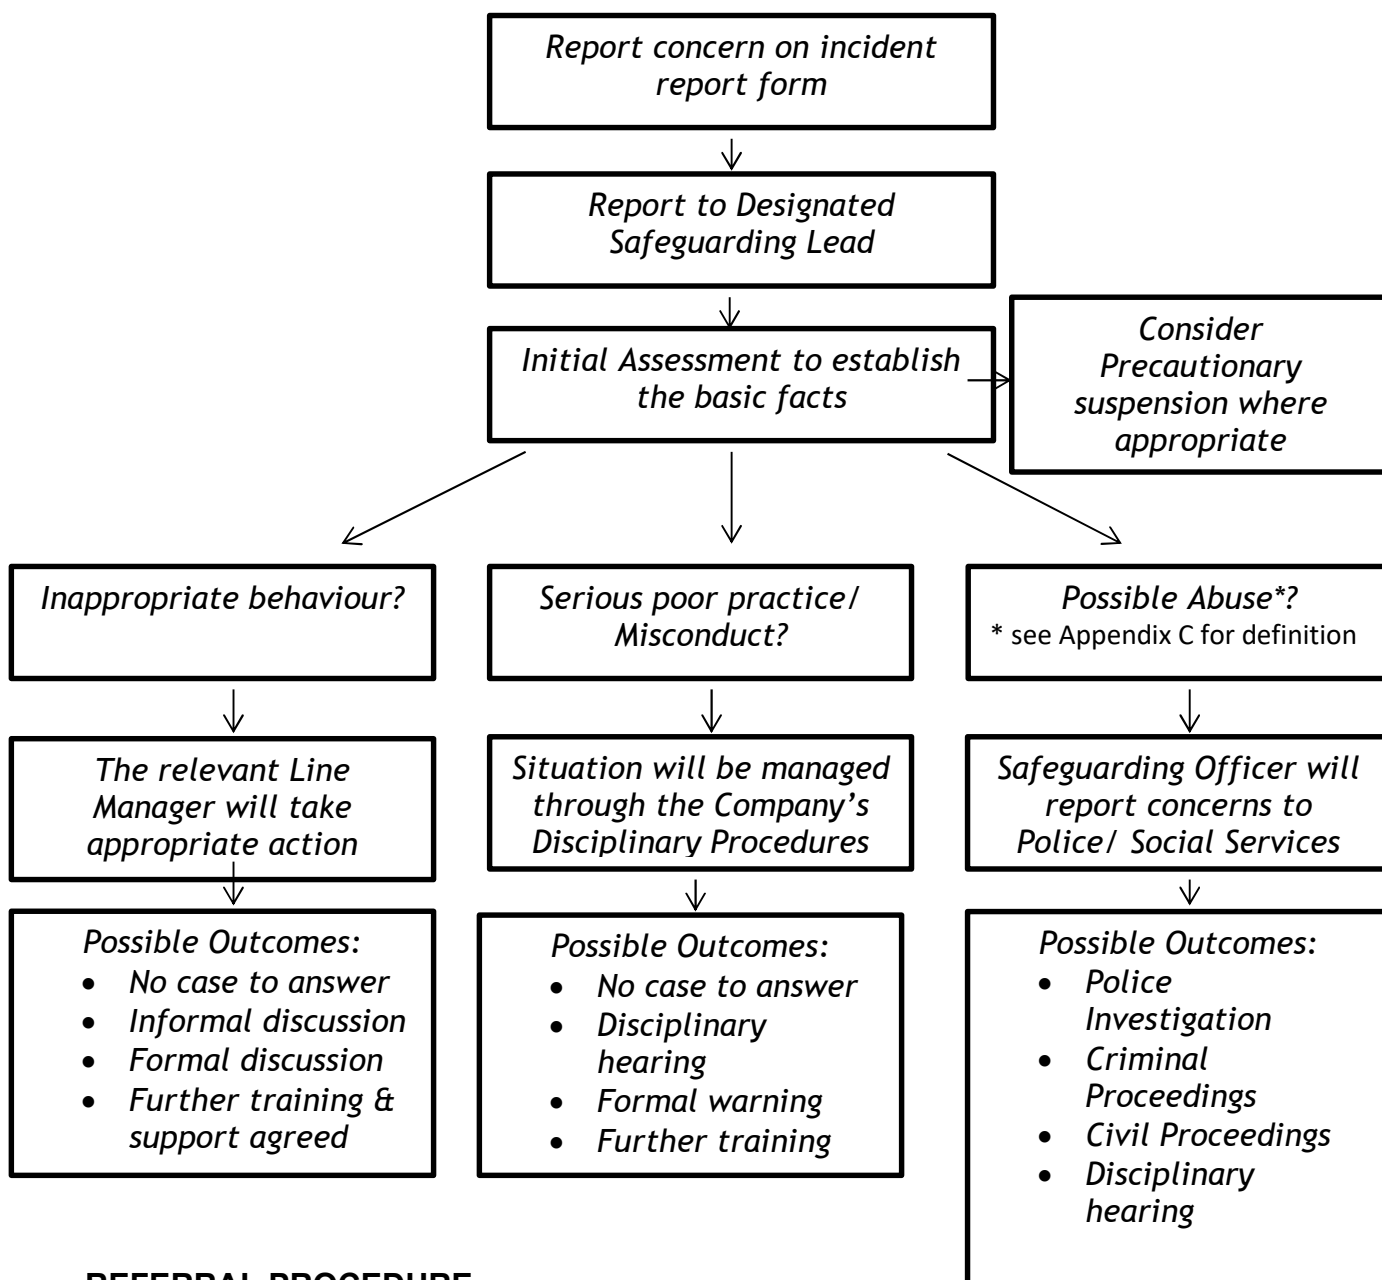 Report concern on incident
report form
Report to Designated
Safeguarding Lead
Initial Assessment to establish
the basic facts
Consider
Precautionary
suspension where
appropriate
Inappropriate behaviour?
Serious poor practice/
Misconduct?
Possible Abuse*?
* see Appendix C for definition
The relevant Line
Manager will take
appropriate action
Situation will be managed
through the Company’s
Disciplinary Procedures
Safeguarding Officer will
report concerns to
Police/ Social Services
Possible Outcomes:
• No case to answer
• Informal discussion
• Formal discussion
• Further training &
support agreed
Possible Outcomes:
• No case to answer
• Disciplinary
hearing
• Formal warning
• Further training
Possible Outcomes:
• Police
Investigation
• Criminal
Proceedings
• Civil Proceedings
• Disciplinary
hearing
REFERRAL PROCEDURE